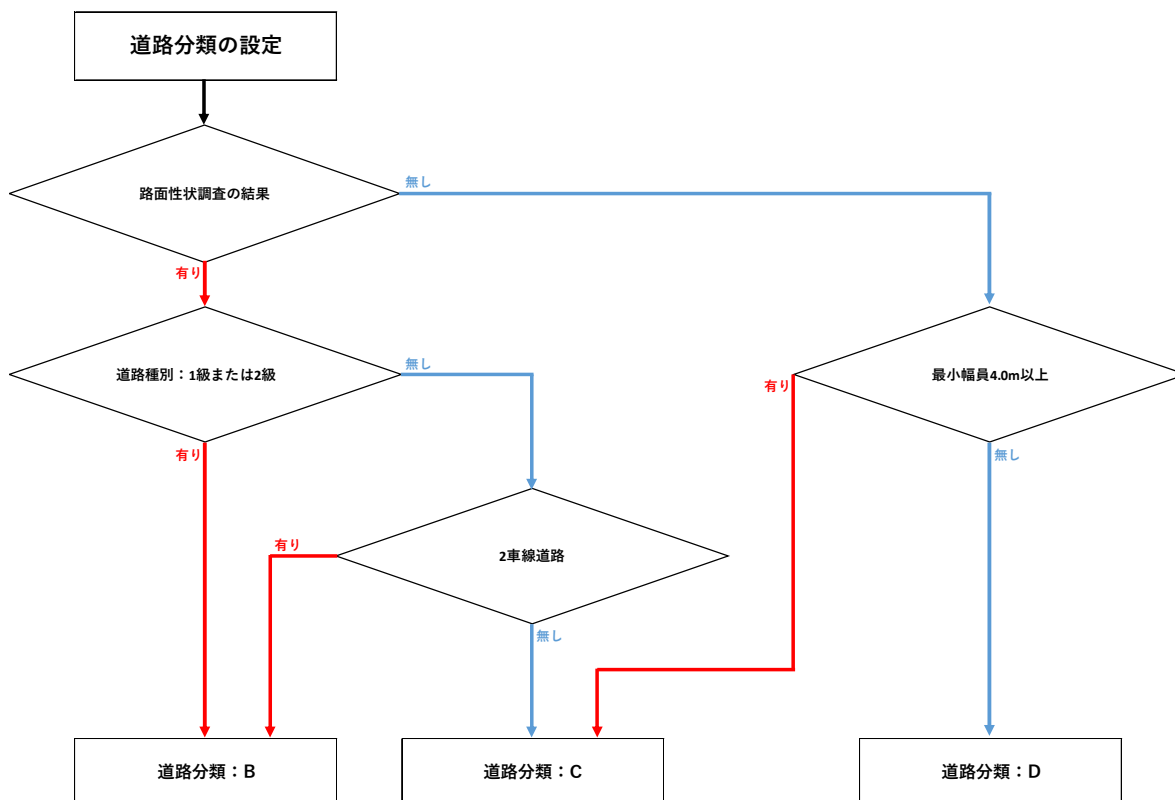 道路分類の設定
路面性状調査の結果
無し
有り
道路種別：1級または2級
無し
有り
最小幅員4.0m以上
有り
無し
2車線道路
有り
無し
道路分類：B
道路分類：C
道路分類：D